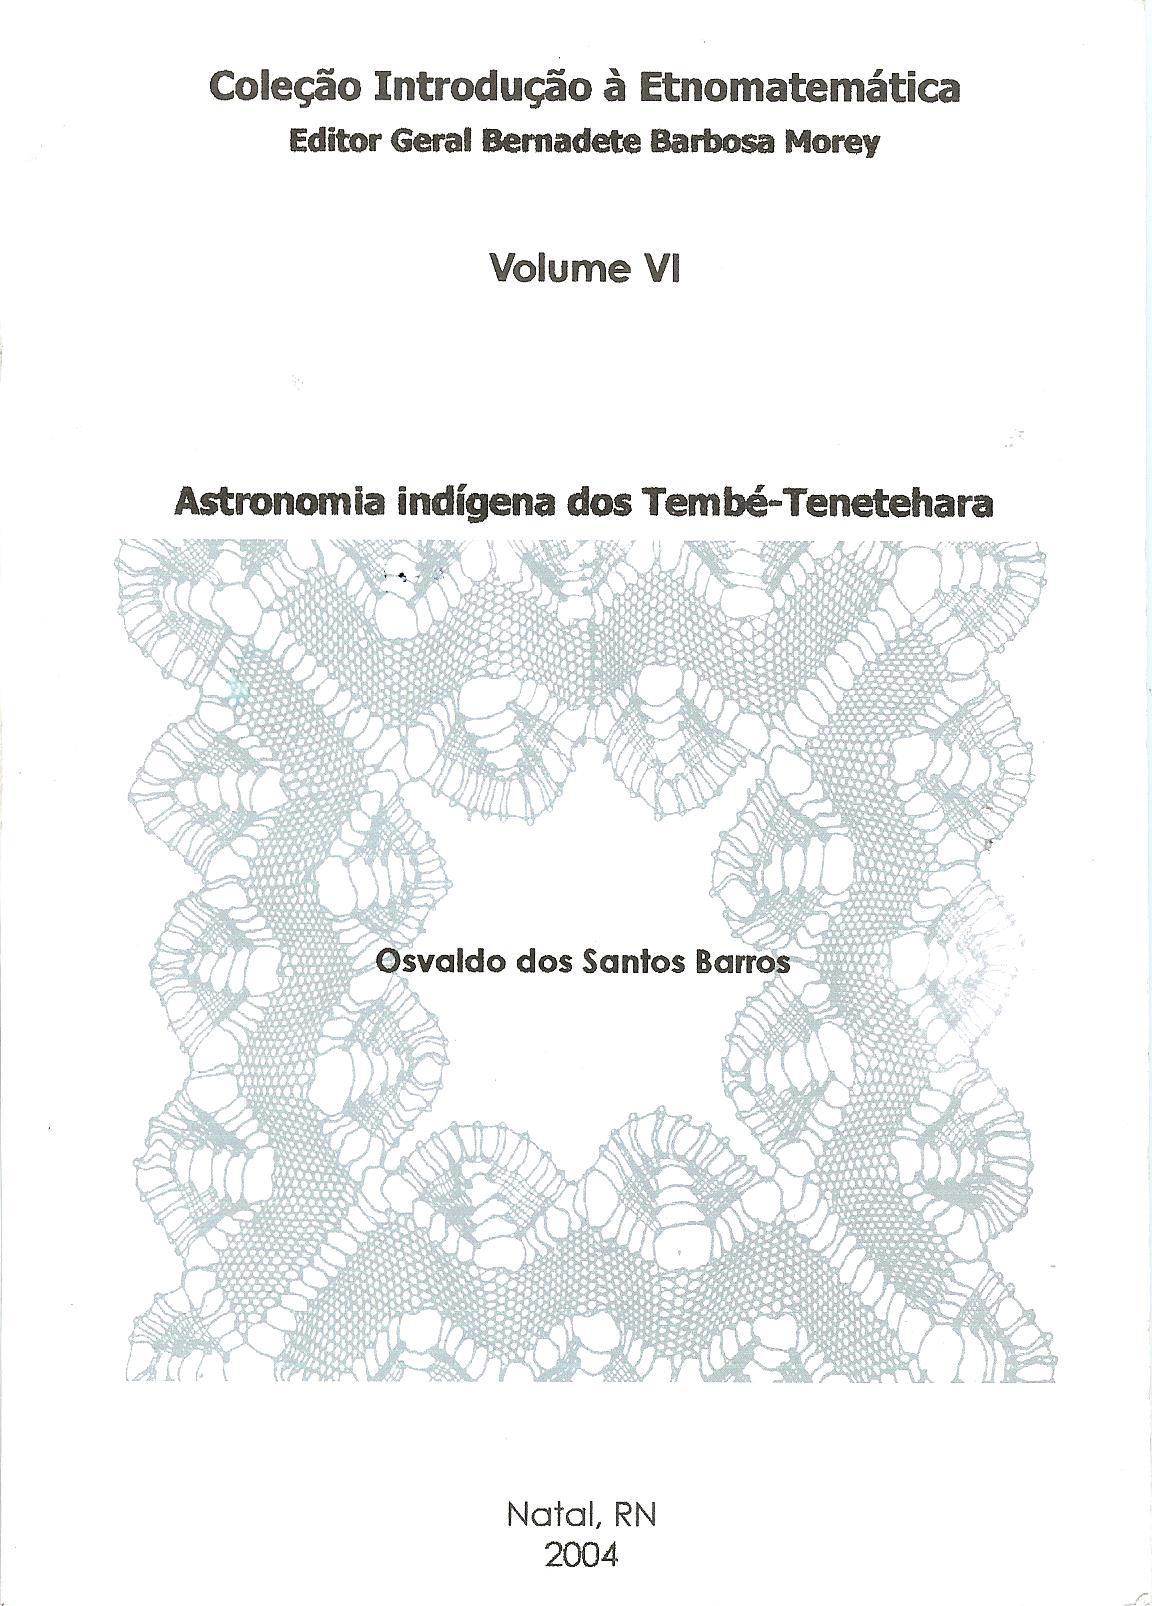 Coleção Introdução à Etnomatemática
Editor Geral Bernadete Barbosa Morey
Volume VI
Astronomia indígena dos Tembé-Tenetehara
Osvaldo dos Santos Barros
Natal, RN
2004